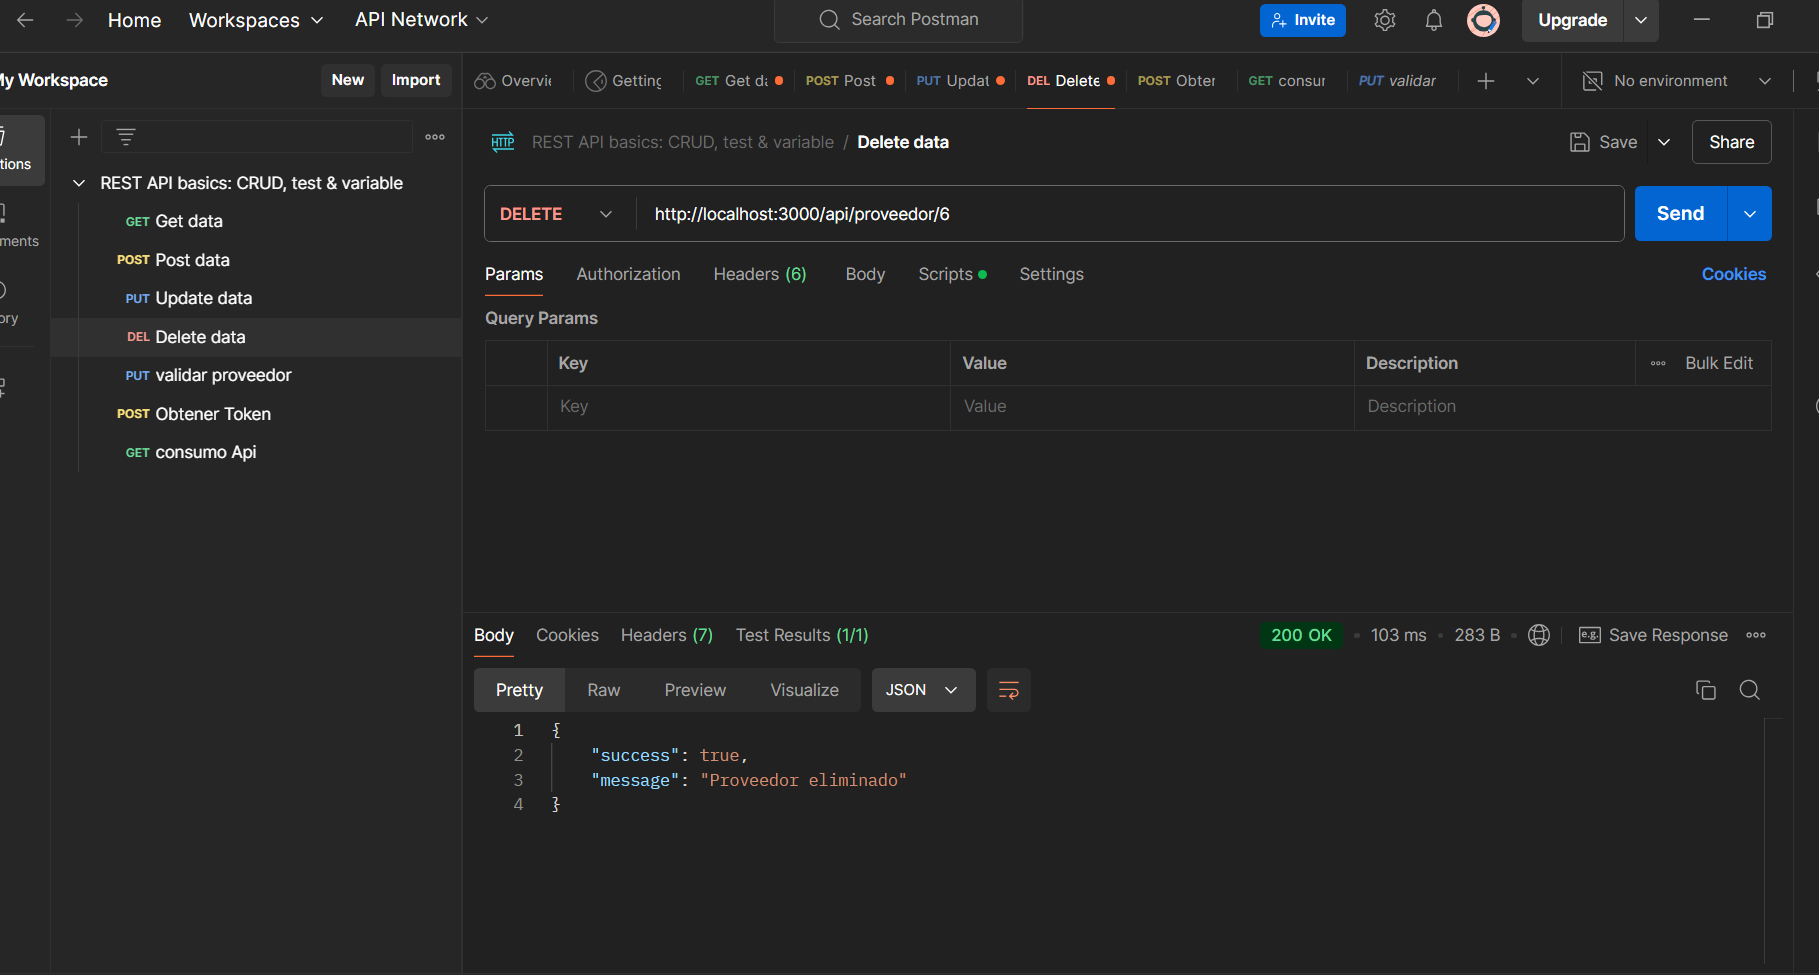 Home Workspaces API Network Search Postman Invite Upgrade
My Workspace New Import Overvie Getting GET Get da POST Post PUT Updat DEL Delete POST Obter GET consur PUT validar No environment
REST API basics: CRUD, test & variable / Delete data Save Share
tions
REST API basics: CRUD, test & variable
GET Get data
POST Post data
PUT Update data
DEL Delete data
PUT validar proveedor
POST Obtener Token
GET consumo Api
ments
ory
DELETE http://localhost:3000/api/proveedor/6 Send
Params Authorization Headers (6) Body Scripts Settings Cookies
Query Params
Key Value Description Bulk Edit
Key Value Description
Body Cookies Headers (7) Test Results (1/1) 200 OK 103 ms 283 B e.g. Save Response
Pretty Raw Preview Visualize JSON
1 {
2 "success": true,
3 "message": "Proveedor eliminado"
4 }